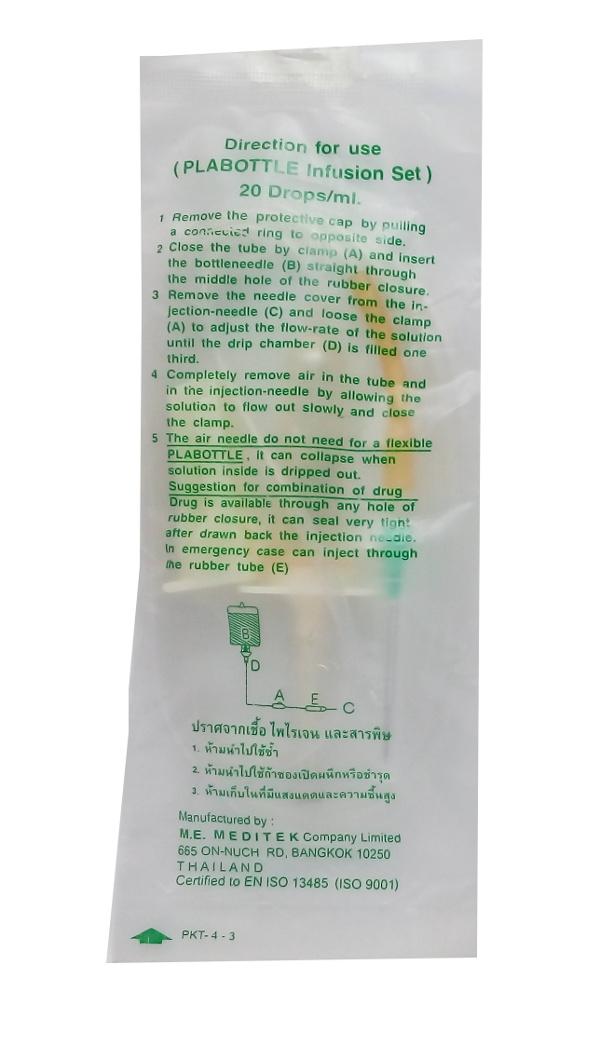 Direction for use
(PLABOTTLE Infusion Set)
20 Drops/ml.
1 Remove the protective cap by pulling
a connected ring to opposite side.
2 Close the tube by clamp (A) and insert
the bottleneedle (B) straight through
the middle hole of the rubber closure.
3 Remove the needle cover from the in-
jection-needle (C) and loose the clamp
(A) to adjust the flow-rate of the solution
until the drip chamber (D) is filled one
third.
4 Completely remove air in the tube and
in the injection-needle by allowing the
solution to flow out slowly and close
the clamp.
5 The air needle do not need for a flexible
PLABOTTLE, it can collapse when
solution inside is dripped out.
Suggestion for combination of drug
Drug is available through any hole of
rubber closure, it can seal very tight
after drawn back the injection needle.
In emergency case can inject through
the rubber tube (E)
B
D
A E C
ปราศจากเชื้อ ไพไรเจน และสารพิษ
1. ห้ามนำไปใช้ซ้ำ
2. ห้ามนำไปใช้ถ้าซองเปิดผนึกหรือชำรุด
3. ห้ามเก็บในที่มีแสงแดดและความชื้นสูง
Manufactured by :
M.E. MEDITEK Company Limited
665 ON-NUCH RD, BANGKOK 10250
THAILAND
Certified to EN ISO 13485 (ISO 9001)
PKT- 4 - 3